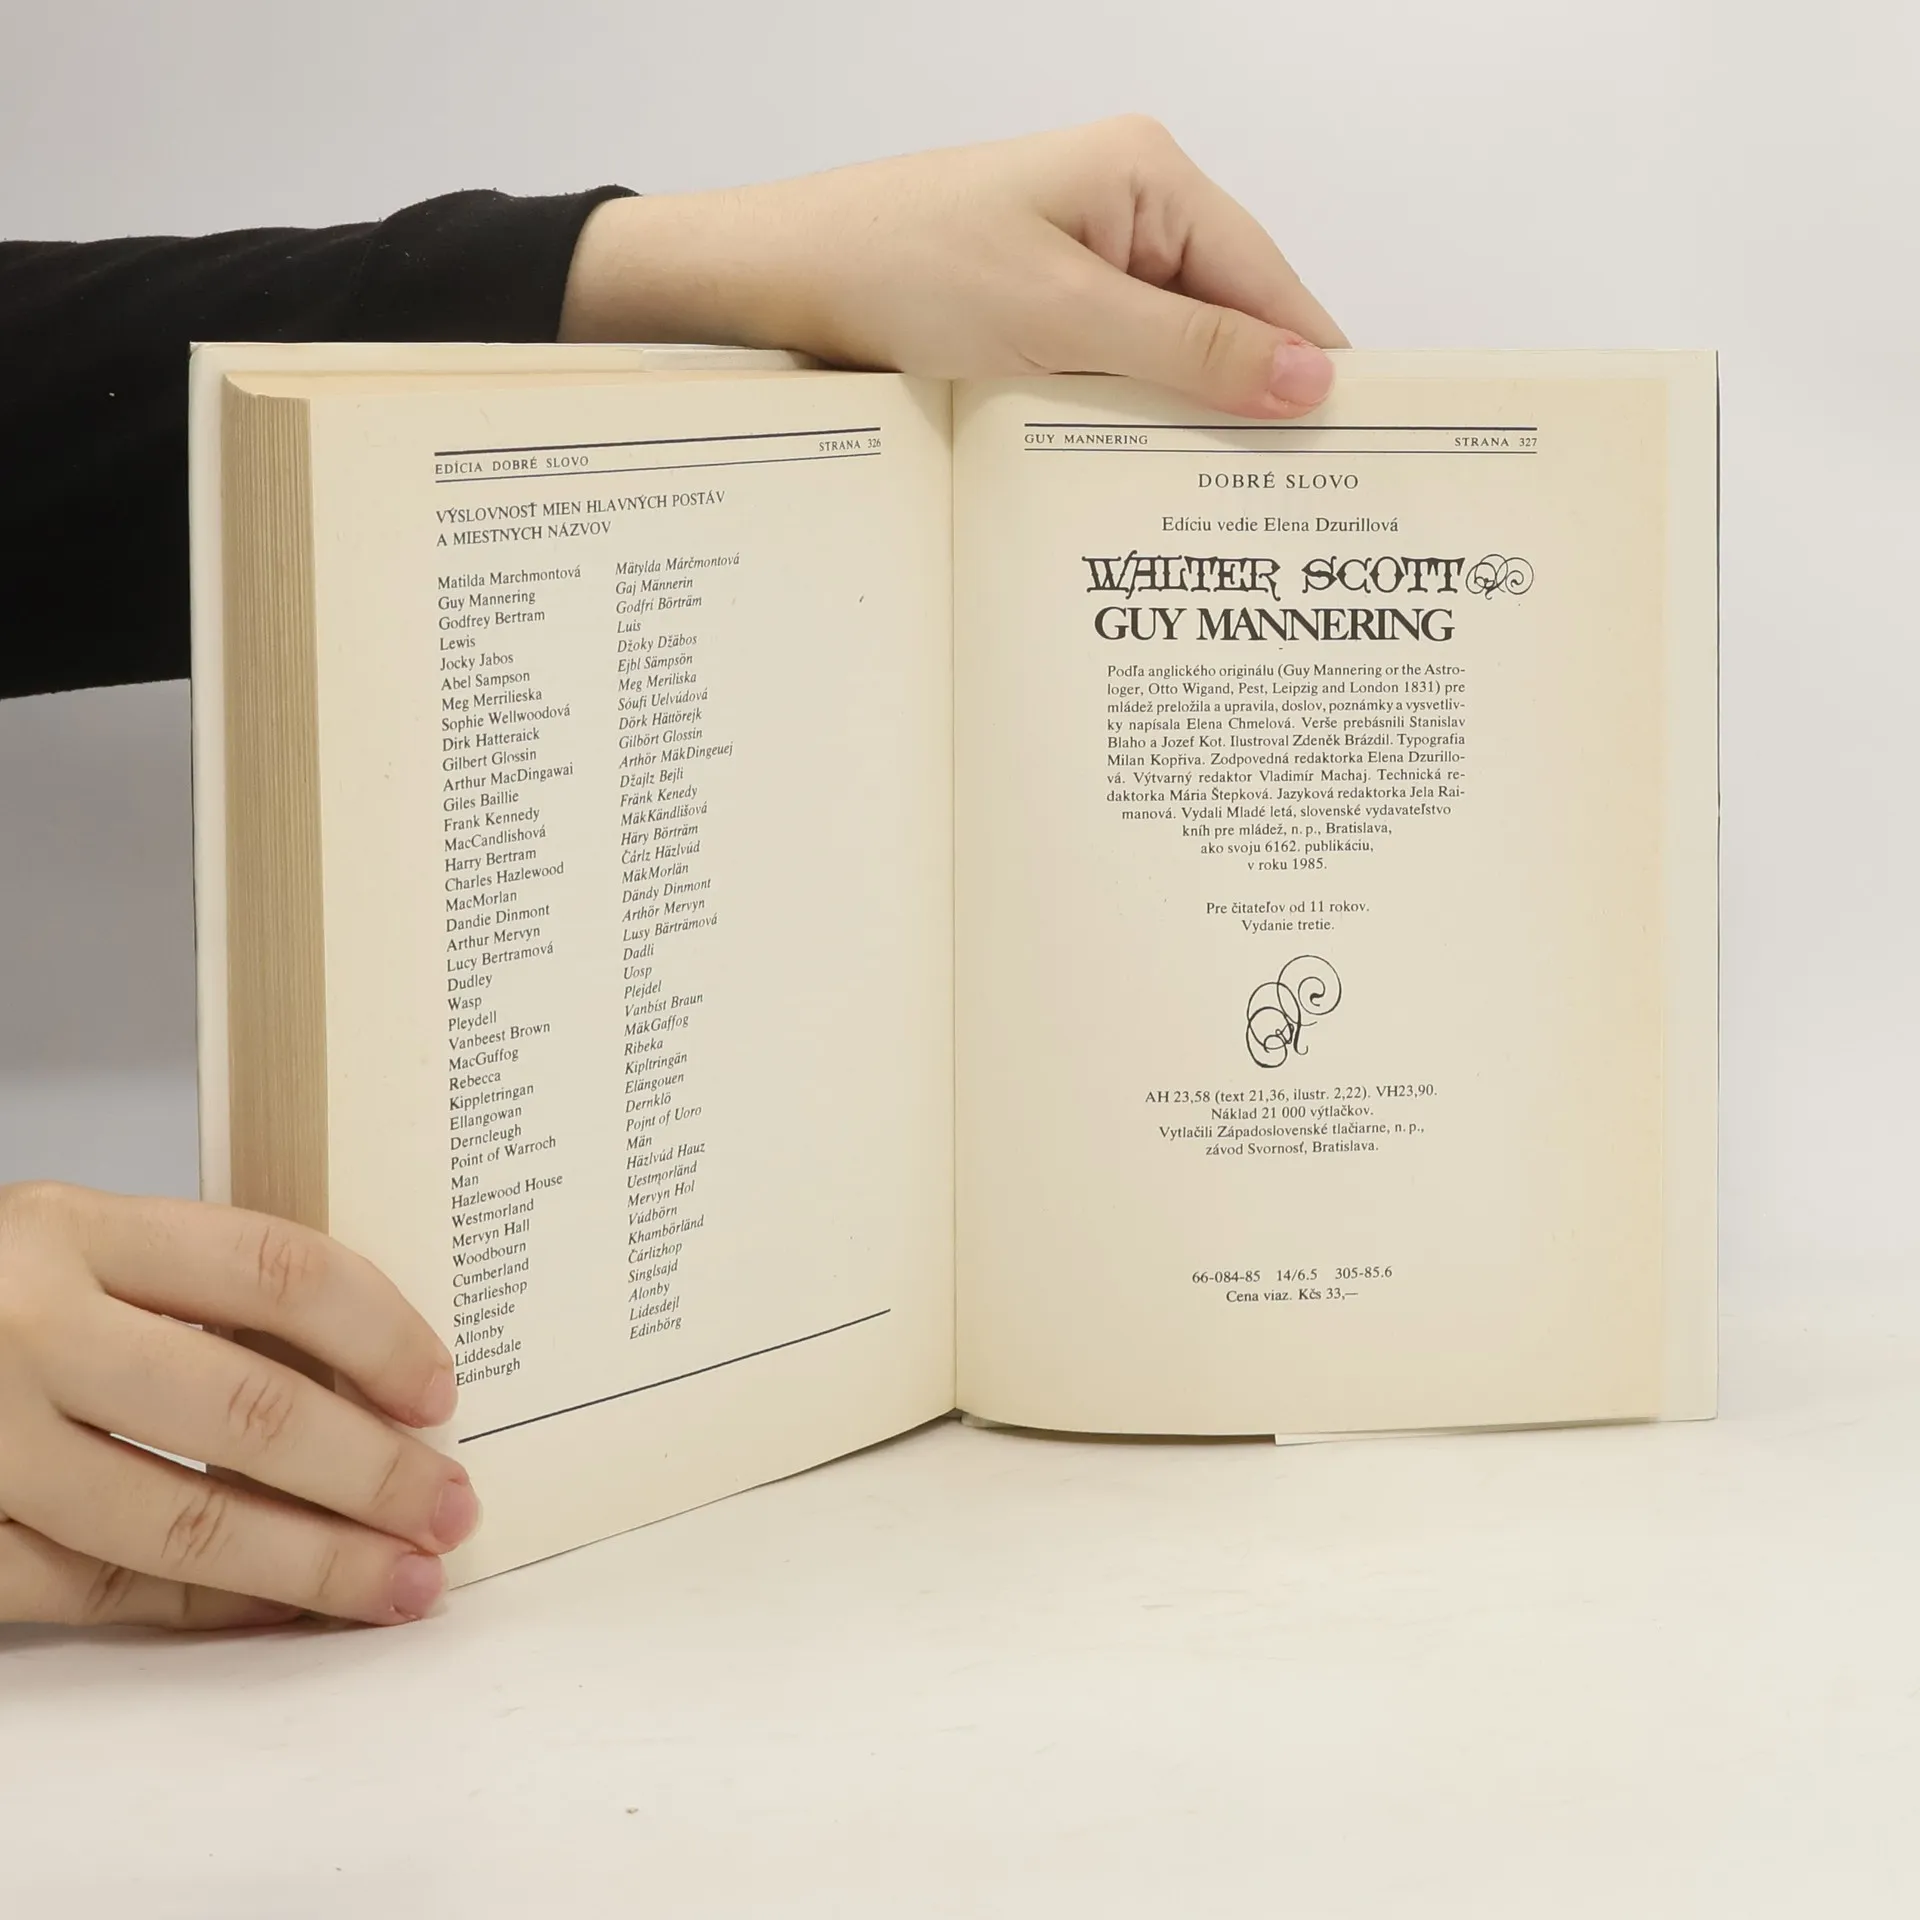 EDÍCIA DOBRÉ SLOVO STRANA 326
VÝSLOVNOSŤ MIEN HLAVNÝCH POSTÁV
A MIESTNYCH NÁZVOV
Matilda Marchmontová Mätylda Márčmontová
Guy Mannering Gaj Männerin
Godfrey Bertram Godfri Börträm
Lewis Luis
Jocky Jabos Džoky Džäbos
Abel Sampson Ejbl Sämpsön
Meg Merrilieska Meg Meriliska
Sophie Wellwoodová Sóufi Uelvúdová
Dirk Hatteraick Dörk Hättörejk
Gilbert Glossin Gilbört Glossin
Arthur MacDingawai Arthör MäkDingeuej
Giles Baillie Džajlz Bejli
Frank Kennedy Fränk Kenedy
MacCandlishová MäkKändlišová
Harry Bertram Häry Börträm
Charles Hazlewood Čárlz Häzlvúd
MacMorlan MäkMorlän
Dandie Dinmont Dändy Dinmont
Arthur Mervyn Arthör Mervyn
Lucy Bertramová Lusy Bärträmová
Dudley Dadli
Wasp Uosp
Pleydell Plejdel
Vanbeest Brown Vanbíst Braun
MacGuffog MäkGaffog
Rebecca Ribeka
Kippletringan Kipltringän
Ellangowan Elängouen
Derncleugh Dernklö
Point of Warroch Pojnt of Uoro
Man Män
Hazlewood House Häzlvúd Hauz
Westmorland Uestmorländ
Mervyn Hall Mervyn Hol
Woodbourn Vúdbörn
Cumberland Khambörländ
Charlieshop Čárlizhop
Singleside Singlsajd
Allonby Alonby
Liddesdale Lidesdejl
Edinburgh Edinbörg
GUY MANNERING STRANA 327
DOBRÉ SLOVO
Edíciu vedie Elena Dzurillová
WALTER SCOTT
GUY MANNERING
Podľa anglického originálu (Guy Mannering or the Astro-
loger, Otto Wigand, Pest, Leipzig and London 1831) pre
mládež preložila a upravila, doslov, poznámky a vysvetliv-
ky napísala Elena Chmelová. Verše prebásnili Stanislav
Blaho a Jozef Kot. Ilustroval Zdeněk Brázdil. Typografia
Milan Kopřiva. Zodpovedná redaktorka Elena Dzurillo-
vá. Výtvarný redaktor Vladimír Machaj. Technická re-
daktorka Mária Štepková. Jazyková redaktorka Jela Rai-
manová. Vydali Mladé letá, slovenské vydavateľstvo
kníh pre mládež, n. p., Bratislava,
ako svoju 6162. publikáciu,
v roku 1985.
Pre čitateľov od 11 rokov.
Vydanie tretie.
AH 23,58 (text 21,36, ilustr. 2,22). VH23,90.
Náklad 21 000 výtlačkov.
Vytlačili Západoslovenské tlačiarne, n. p.,
závod Svornosť, Bratislava.
66-084-85 14/6.5 305-85.6
Cena viaz. Kčs 33,—